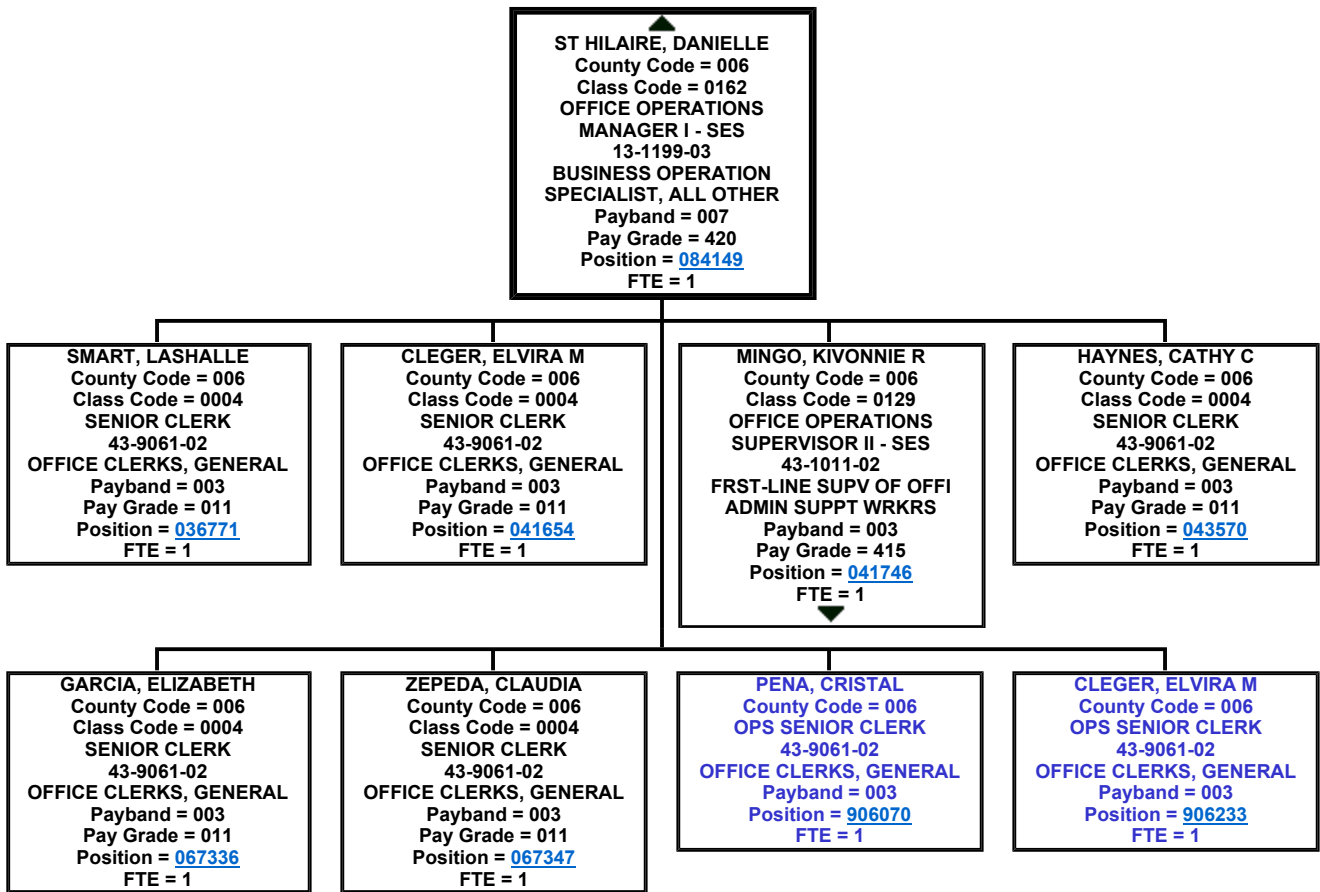 ST HILAIRE, DANIELLE
County Code = 006
Class Code = 0162
OFFICE OPERATIONS
MANAGER I - SES
13-1199-03
BUSINESS OPERATION
SPECIALIST, ALL OTHER
Payband = 007
Pay Grade = 420
Position = 084149
FTE = 1
SMART, LASHALLE
County Code = 006
Class Code = 0004
SENIOR CLERK
43-9061-02
OFFICE CLERKS, GENERAL
Payband = 003
Pay Grade = 011
Position = 036771
FTE = 1
CLEGER, ELVIRA M
County Code = 006
Class Code = 0004
SENIOR CLERK
43-9061-02
OFFICE CLERKS, GENERAL
Payband = 003
Pay Grade = 011
Position = 041654
FTE = 1
MINGO, KIVONNIE R
County Code = 006
Class Code = 0129
OFFICE OPERATIONS
SUPERVISOR II - SES
43-1011-02
FRST-LINE SUPV OF OFFI
ADMIN SUPPT WRKRS
Payband = 003
Pay Grade = 415
Position = 041746
FTE = 1
HAYNES, CATHY C
County Code = 006
Class Code = 0004
SENIOR CLERK
43-9061-02
OFFICE CLERKS, GENERAL
Payband = 003
Pay Grade = 011
Position = 043570
FTE = 1
GARCIA, ELIZABETH
County Code = 006
Class Code = 0004
SENIOR CLERK
43-9061-02
OFFICE CLERKS, GENERAL
Payband = 003
Pay Grade = 011
Position = 067336
FTE = 1
ZEPEDA, CLAUDIA
County Code = 006
Class Code = 0004
SENIOR CLERK
43-9061-02
OFFICE CLERKS, GENERAL
Payband = 003
Pay Grade = 011
Position = 067347
FTE = 1
PENA, CRISTAL
County Code = 006
OPS SENIOR CLERK
43-9061-02
OFFICE CLERKS, GENERAL
Payband = 003
Position = 906070
FTE = 1
CLEGER, ELVIRA M
County Code = 006
OPS SENIOR CLERK
43-9061-02
OFFICE CLERKS, GENERAL
Payband = 003
Position = 906233
FTE = 1